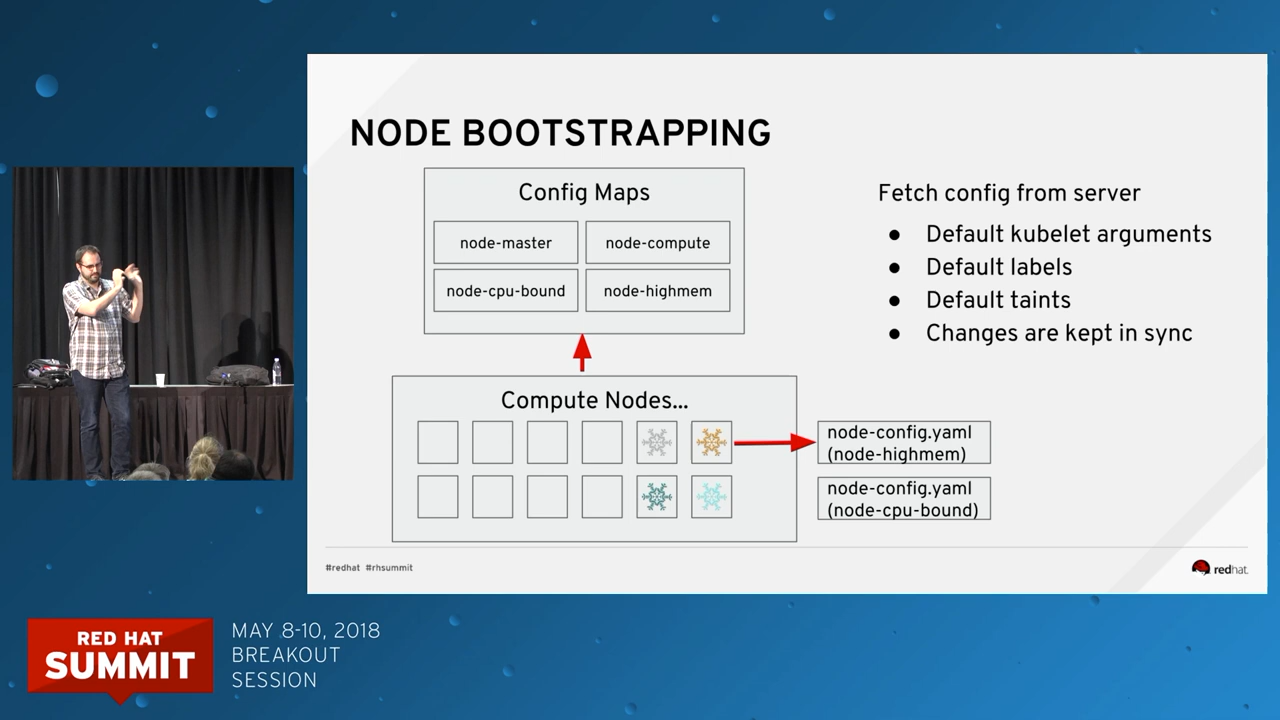 NODE BOOTSTRAPPING
Config Maps
node-master
node-compute
node-cpu-bound
node-highmem
Fetch config from server
● Default kubelet arguments
● Default labels
● Default taints
● Changes are kept in sync
Compute Nodes...
node-config.yaml
(node-highmem)
node-config.yaml
(node-cpu-bound)
#redhat #rhsummit
redhat.
RED HAT
SUMMIT
MAY 8-10, 2018
BREAKOUT
SESSION